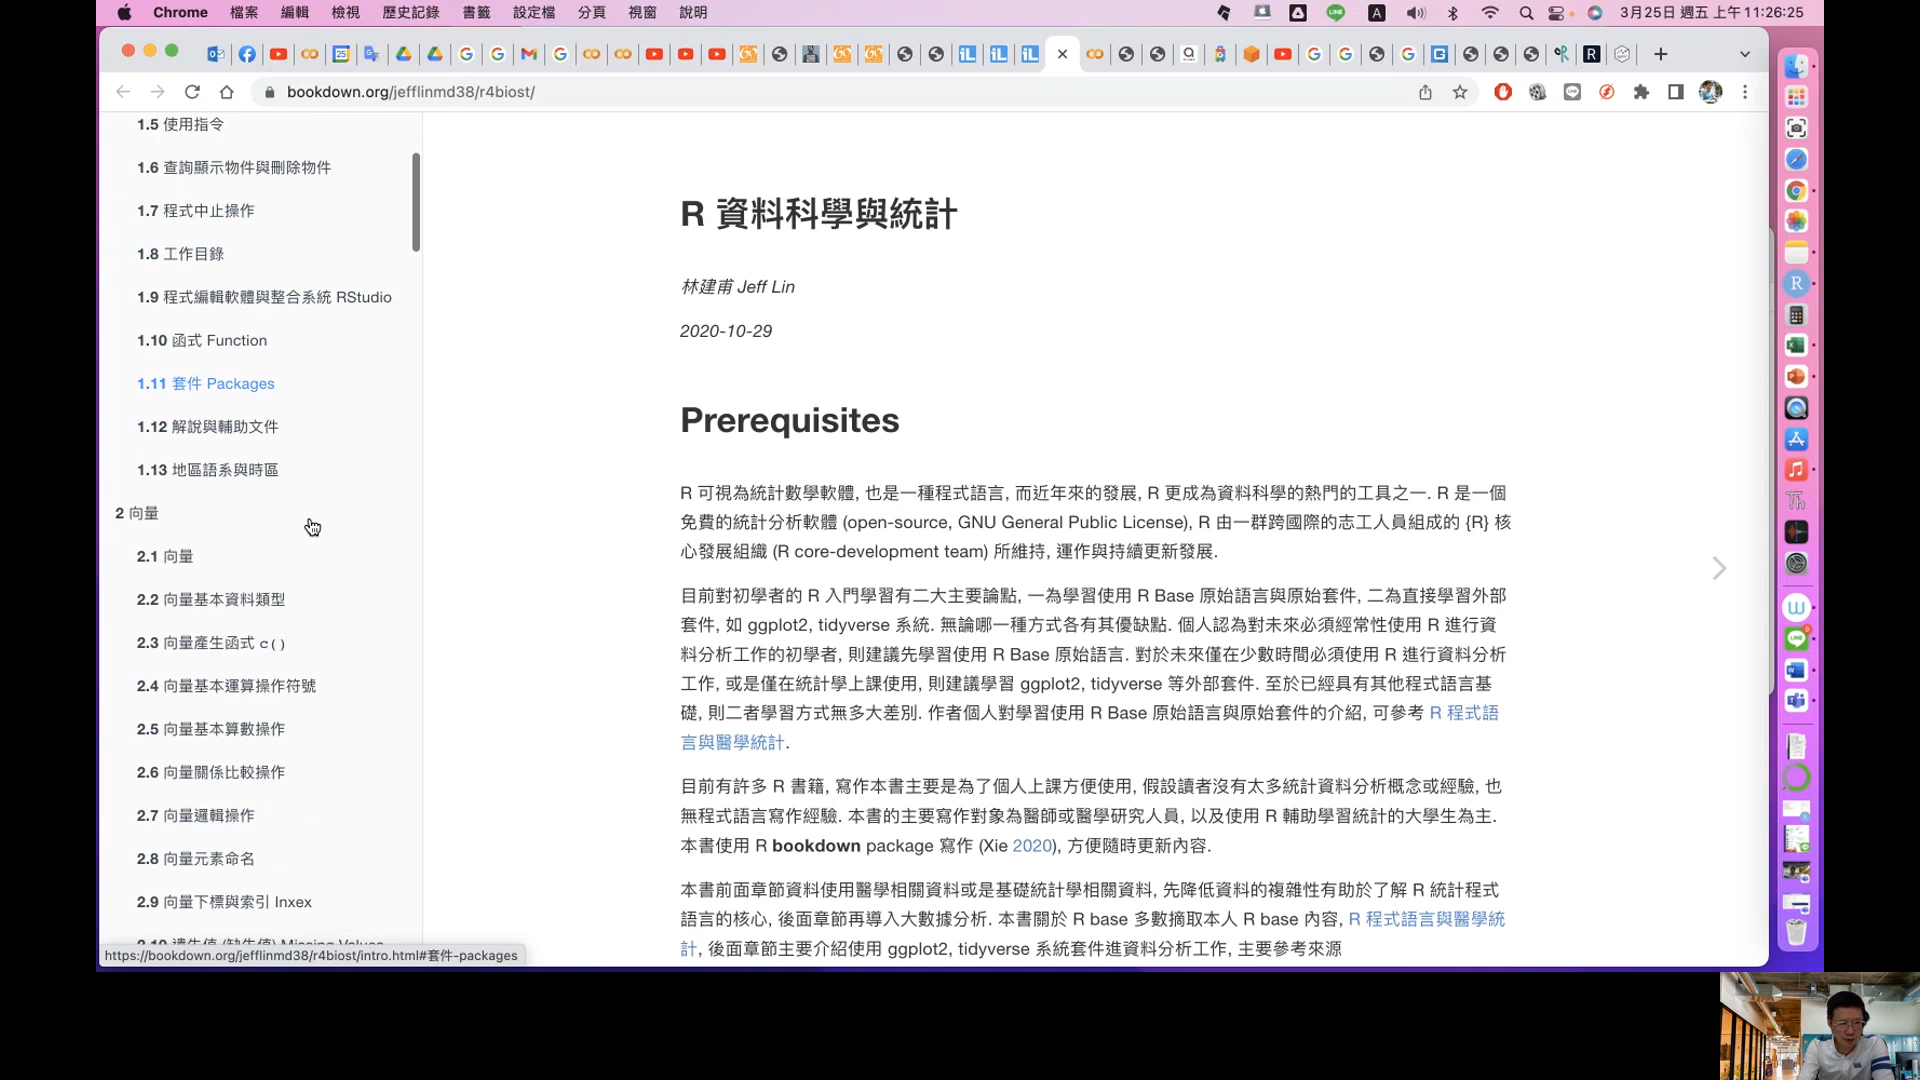 Chrome 檔案 編輯 檢視 歷史記錄 書籤 設定檔 分頁 視窗 說明
3月25日 週五 上午11:26:25
bookdown.org/jefflinmd38/r4biost/
1.5 使用指令
1.6 查詢顯示物件與刪除物件
1.7 程式中止操作
1.8 工作目錄
1.9 程式編輯軟體與整合系統 RStudio
1.10 函式 Function
1.11 套件 Packages
1.12 解說與輔助文件
1.13 地區語系與時區
2 向量
2.1 向量
2.2 向量基本資料類型
2.3 向量產生函式 c()
2.4 向量基本運算操作符號
2.5 向量基本算數操作
2.6 向量關係比較操作
2.7 向量邏輯操作
2.8 向量元素命名
2.9 向量下標與索引 Inxex
2.10 遺失值 (缺失值) Missing Values
https://bookdown.org/jefflinmd38/r4biost/intro.html#套件-packages
R 資料科學與統計
林建甫 Jeff Lin
2020-10-29
Prerequisites
R 可視為統計數學軟體, 也是一種程式語言, 而近年來的發展, R 更成為資料科學的熱門的工具之一. R 是一個
免費的統計分析軟體 (open-source, GNU General Public License), R 由一群跨國際的志工人員組成的 {R} 核
心發展組織 (R core-development team) 所維持, 運作與持續更新發展.
目前對初學者的 R 入門學習有二大主要論點, 一為學習使用 R Base 原始語言與原始套件, 二為直接學習外部
套件, 如 ggplot2, tidyverse 系統. 無論哪一種方式各有其優缺點. 個人認為對未來必須經常性使用 R 進行資
料分析工作的初學者, 則建議先學習使用 R Base 原始語言. 對於未來僅在少數時間必須使用 R 進行資料分析
工作, 或是僅在統計學上課使用, 則建議學習 ggplot2, tidyverse 等外部套件. 至於已經具有其他程式語言基
礎, 則二者學習方式無多大差別. 作者個人對學習使用 R Base 原始語言與原始套件的介紹, 可參考 R 程式語
言與醫學統計.
目前有許多 R 書籍, 寫作本書主要是為了個人上課方便使用, 假設讀者沒有太多統計資料分析概念或經驗, 也
無程式語言寫作經驗. 本書的主要寫作對象為醫師或醫學研究人員, 以及使用 R 輔助學習統計的大學生為主.
本書使用 R bookdown package 寫作 (Xie 2020), 方便隨時更新內容.
本書前面章節資料使用醫學相關資料或是基礎統計學相關資料, 先降低資料的複雜性有助於了解 R 統計程式
語言的核心, 後面章節再導入大數據分析. 本書關於 R base 多數摘取本人 R base 內容, R 程式語言與醫學統
計, 後面章節主要介紹使用 ggplot2, tidyverse 系統套件進資料分析工作, 主要參考來源